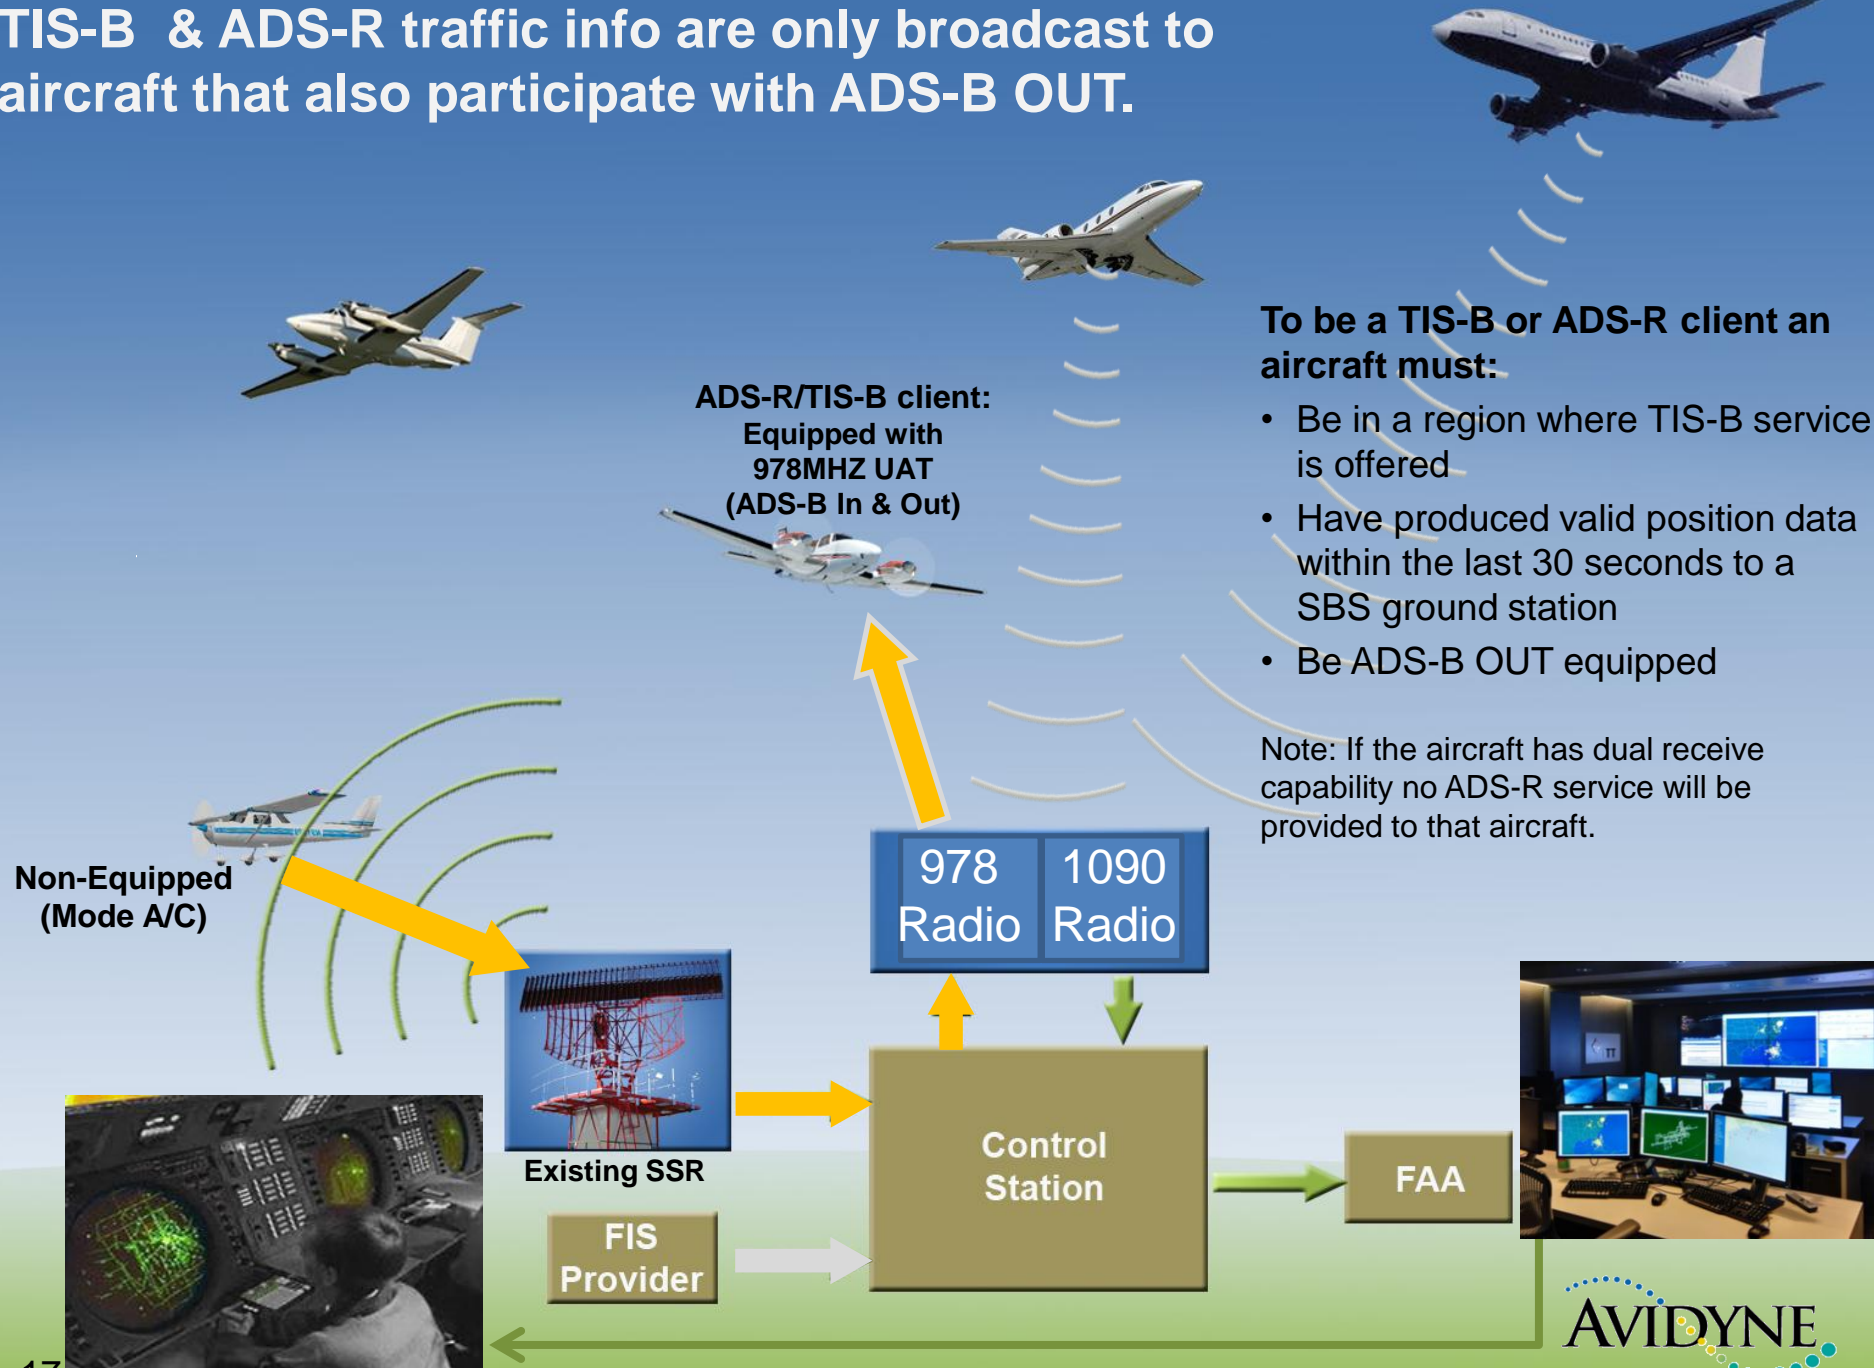 TIS-B & ADS-R traffic info are only broadcast to
aircraft that also participate with ADS-B OUT.
To be a TIS-B or ADS-R client an
aircraft must:
• Be in a region where TIS-B service
is offered
• Have produced valid position data
within the last 30 seconds to a
SBS ground station
• Be ADS-B OUT equipped
Note: If the aircraft has dual receive
capability no ADS-R service will be
provided to that aircraft.
ADS-R/TIS-B client:
Equipped with
978MHZ UAT
(ADS-B In & Out)
Non-Equipped
(Mode A/C)
978
Radio
1090
Radio
Existing SSR
Control
Station
FAA
FIS
Provider
AVIDYNE